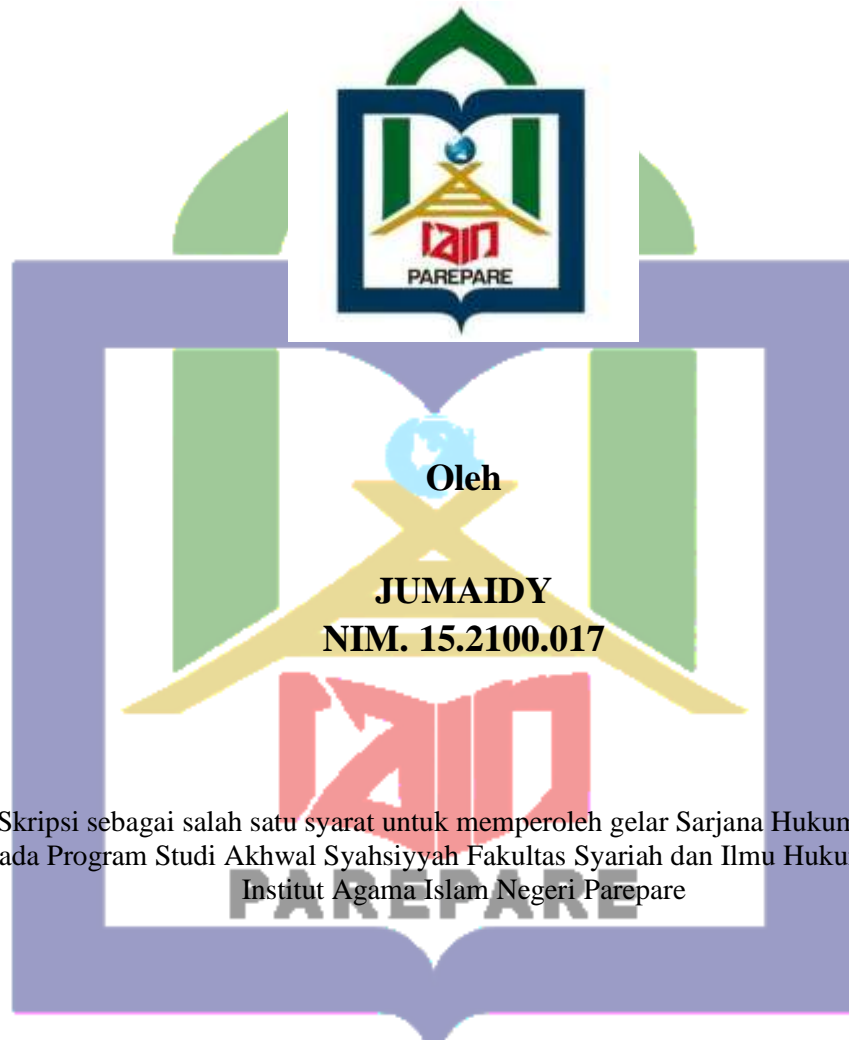 IAIN
PAREPARE
Oleh
JUMAIDY
NIM. 15.2100.017
IAIN
Skripsi sebagai salah satu syarat untuk memperoleh gelar Sarjana Hukum
ada Program Studi Akhwal Syahsiyyah Fakultas Syariah dan Ilmu Huku
Institut Agama Islam Negeri Parepare
PAREPARE